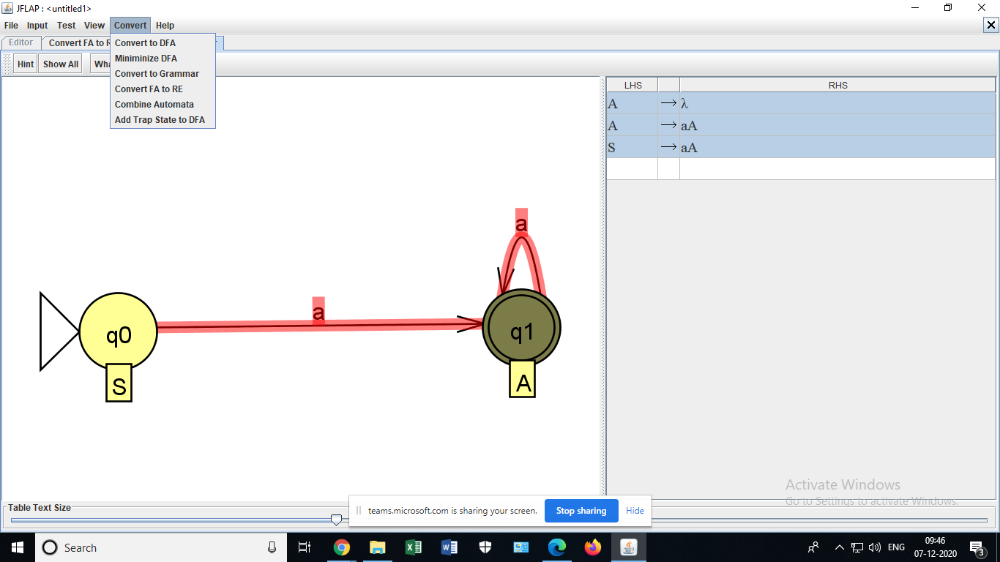 JFLAP : <untitled1>
File Input Test View Convert Help
Editor Convert FA to R
Hint Show All Wha
Convert to DFA
Miniminize DFA
Convert to Grammar
Convert FA to RE
Combine Automata
Add Trap State to DFA
LHS RHS
A → λ
A → aA
S → aA
a
a
q0
q1
S
A
Activate Windows
Go to Settings to activate Windows.
Table Text Size
teams.microsoft.com is sharing your screen. Stop sharing Hide
Search
ENG
09:46
07-12-2020
3